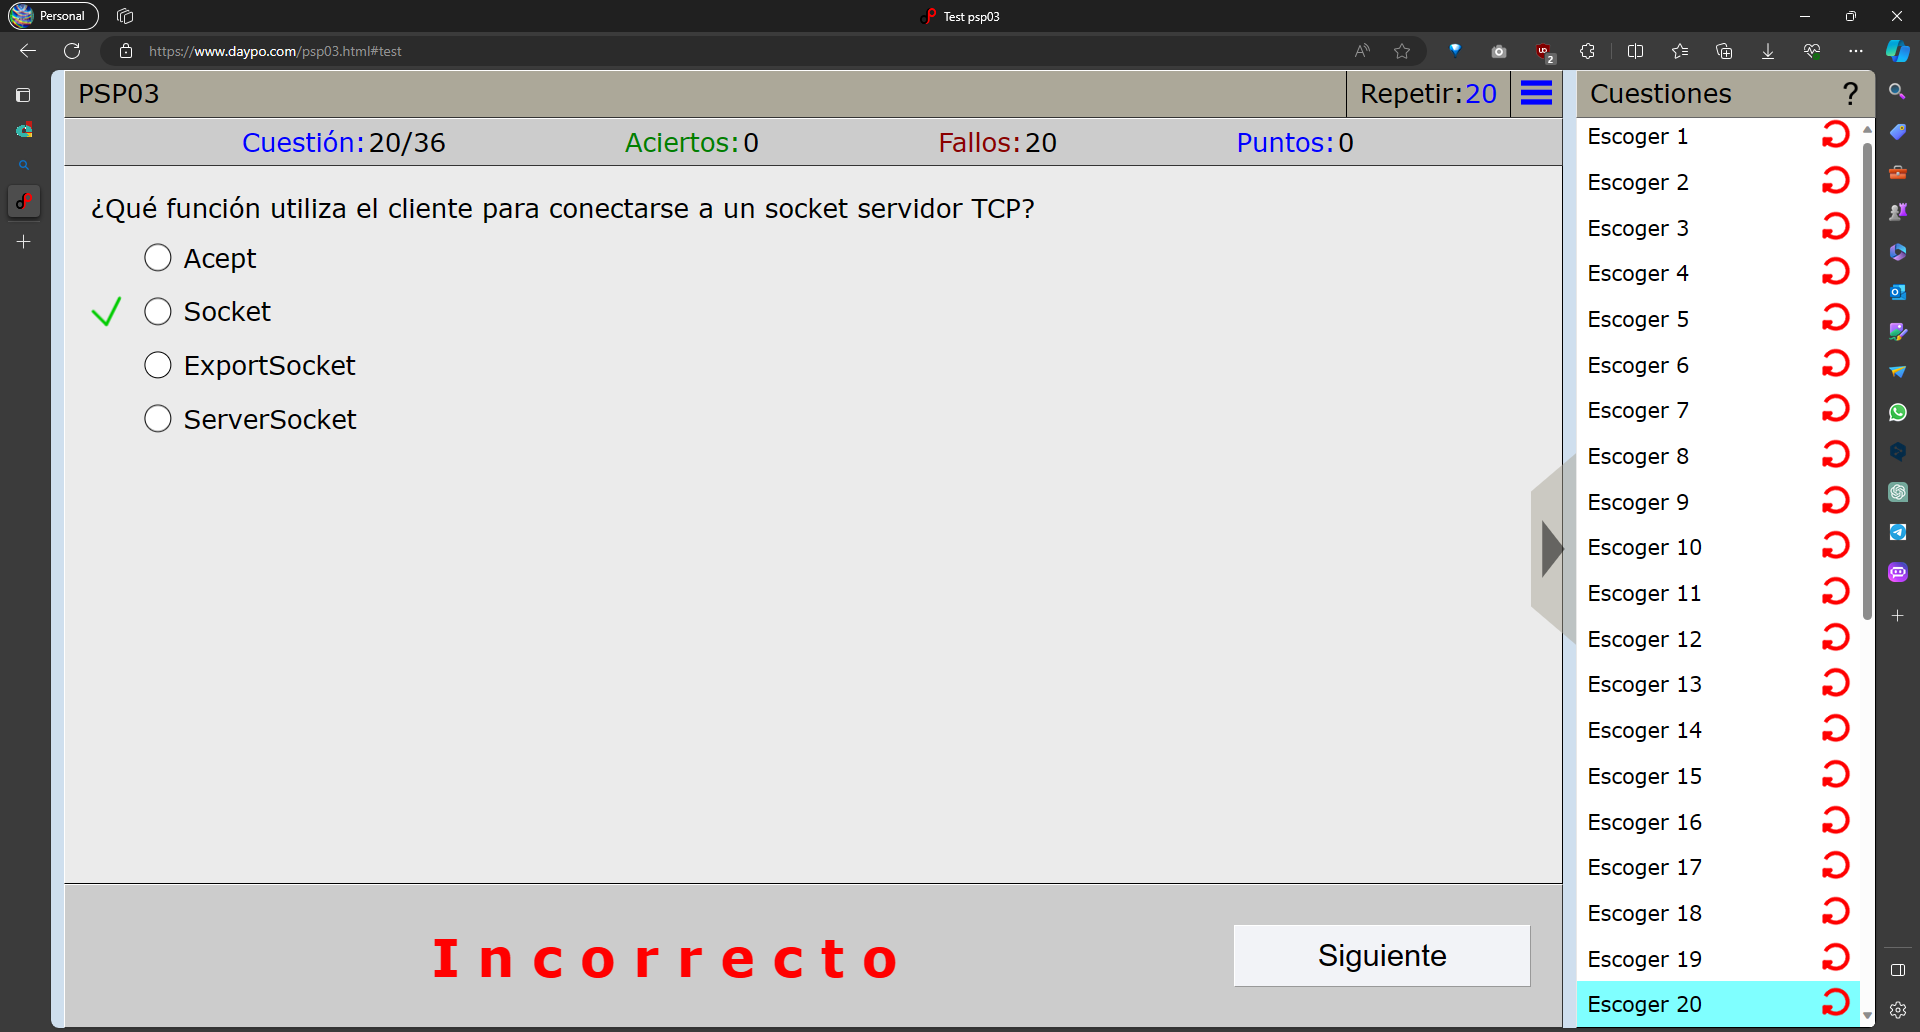 Personal
Test psp03
https://www.daypo.com/psp03.html#test
2
PSP03
Repetir:20
Cuestiones
?
Cuestión:20/36
Aciertos:0
Fallos:20
Puntos:0
¿Qué función utiliza el cliente para conectarse a un socket servidor TCP?
Acept
Socket
ExportSocket
ServerSocket
Incorrecto
Siguiente
Escoger 1
Escoger 2
Escoger 3
Escoger 4
Escoger 5
Escoger 6
Escoger 7
Escoger 8
Escoger 9
Escoger 10
Escoger 11
Escoger 12
Escoger 13
Escoger 14
Escoger 15
Escoger 16
Escoger 17
Escoger 18
Escoger 19
Escoger 20